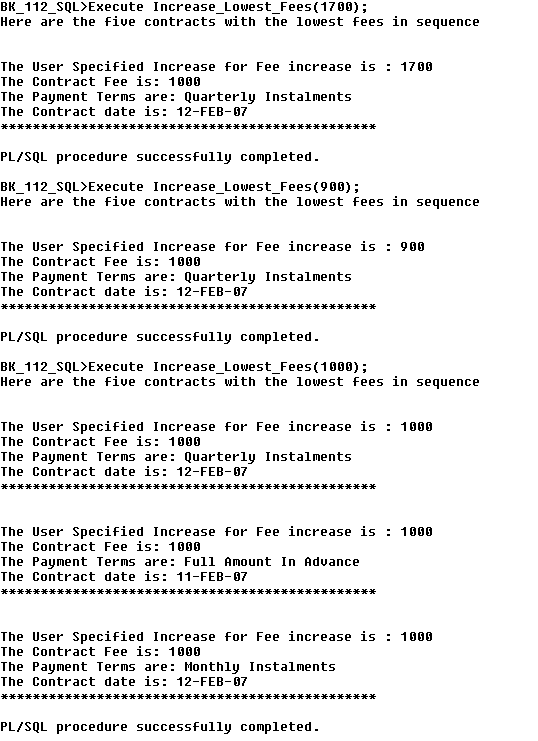 BK_112_SQL>Execute Increase_Lowest_Fees(1700);
Here are the five contracts with the lowest fees in sequence
The User Specified Increase for Fee increase is : 1700
The Contract Fee is: 1000
The Payment Terms are: Quarterly Instalments
The Contract date is: 12-FEB-07
***********************************************
PL/SQL procedure successfully completed.
BK_112_SQL>Execute Increase_Lowest_Fees(900);
Here are the five contracts with the lowest fees in sequence
The User Specified Increase for Fee increase is : 900
The Contract Fee is: 1000
The Payment Terms are: Quarterly Instalments
The Contract date is: 12-FEB-07
***********************************************
PL/SQL procedure successfully completed.
BK_112_SQL>Execute Increase_Lowest_Fees(1000);
Here are the five contracts with the lowest fees in sequence
The User Specified Increase for Fee increase is : 1000
The Contract Fee is: 1000
The Payment Terms are: Quarterly Instalments
The Contract date is: 12-FEB-07
***********************************************
The User Specified Increase for Fee increase is : 1000
The Contract Fee is: 1000
The Payment Terms are: Full Amount In Advance
The Contract date is: 11-FEB-07
***********************************************
The User Specified Increase for Fee increase is : 1000
The Contract Fee is: 1000
The Payment Terms are: Monthly Instalments
The Contract date is: 12-FEB-07
***********************************************
PL/SQL procedure successfully completed.